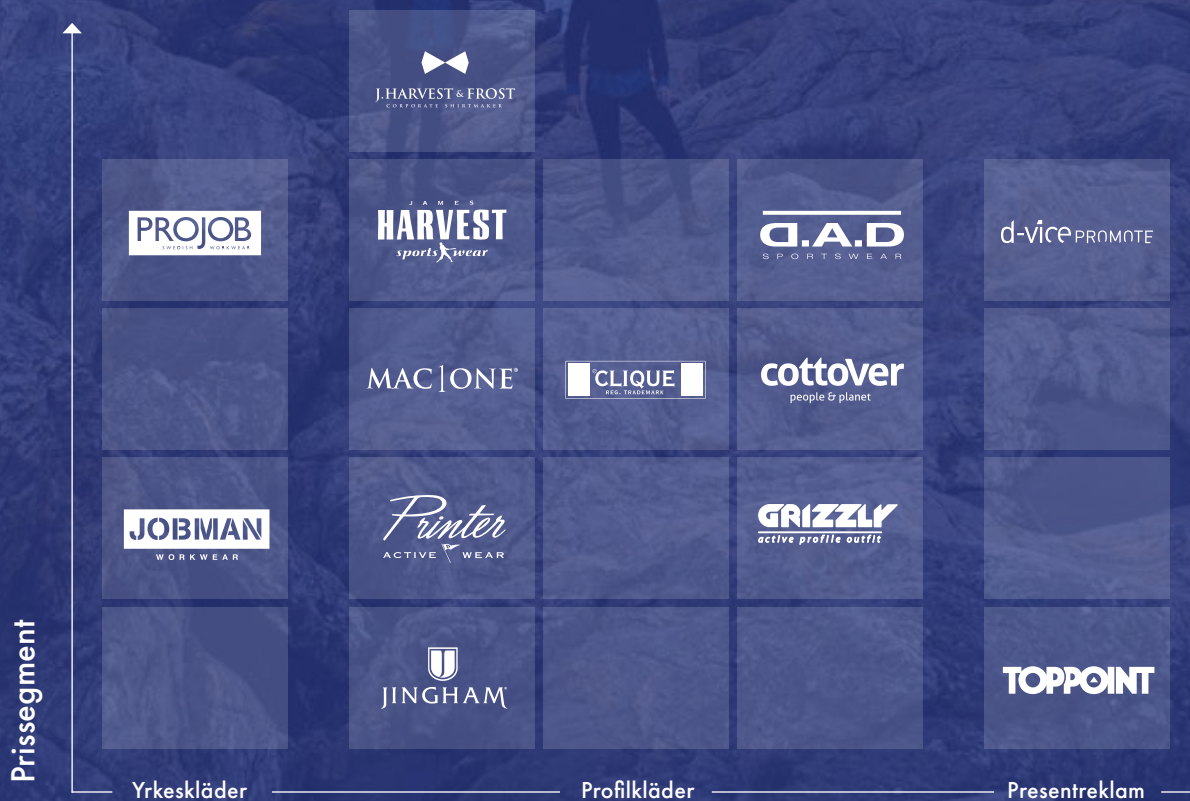 J.HARVEST & FROST
CORPORATE SHIRTMAKER
PROJOB
SWEDISH WORKWEAR
JAMES
HARVEST
sportswear
D.A.D
SPORTSWEAR
d-vice PROMOTE
MAC|ONE®
©CLIQUE
REG. TRADEMARK
cottoVer
people & planet
JOBMAN
WORKWEAR
Printer
ACTIVE WEAR
GRIZZLY
active profile outfit
JINGHAM
TOPPOINT
Prissegment
Yrkeskläder
Profilkläder
Presentreklam